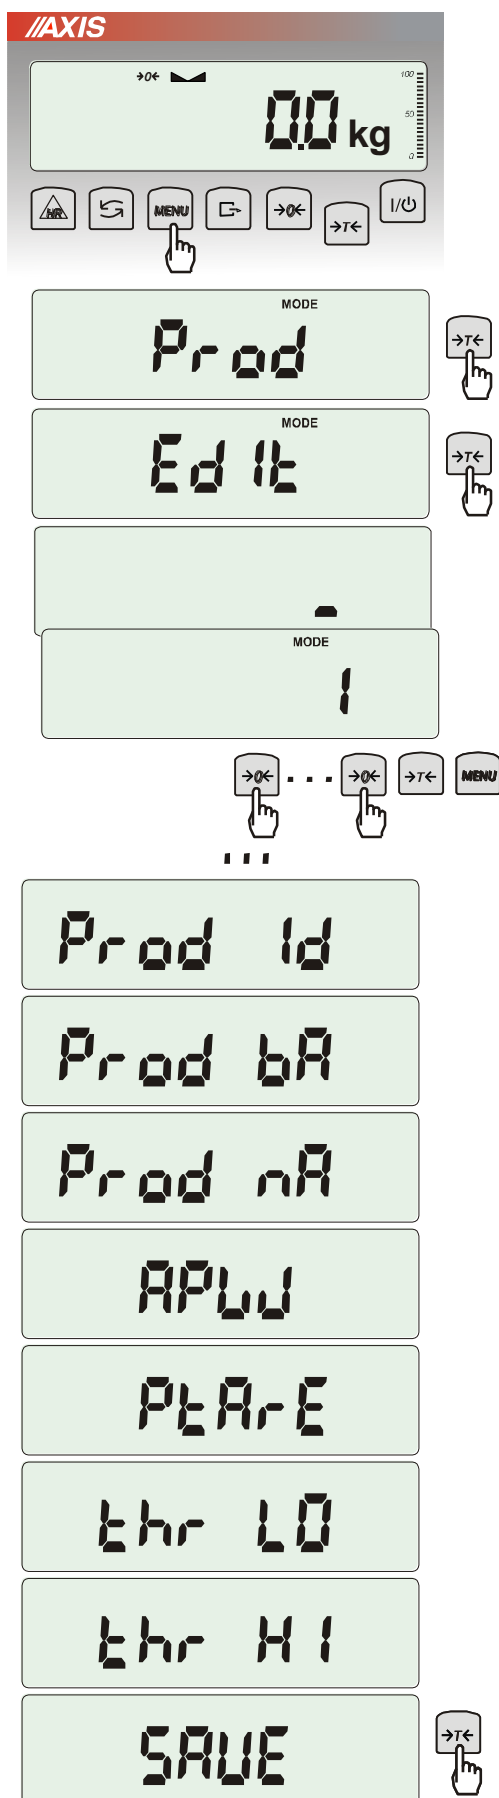 AXIS
→0← 100
50
0.0 kg
0
HR MENU →0← →T← I/⏻
MODE
Prod →T←
MODE
Edit →T←
-
MODE
1
→0← ... →0← →T← MENU
...
Prod Id
Prod bA
Prod nA
APW
PtArE
thr LO
thr HI
SAVE →T←